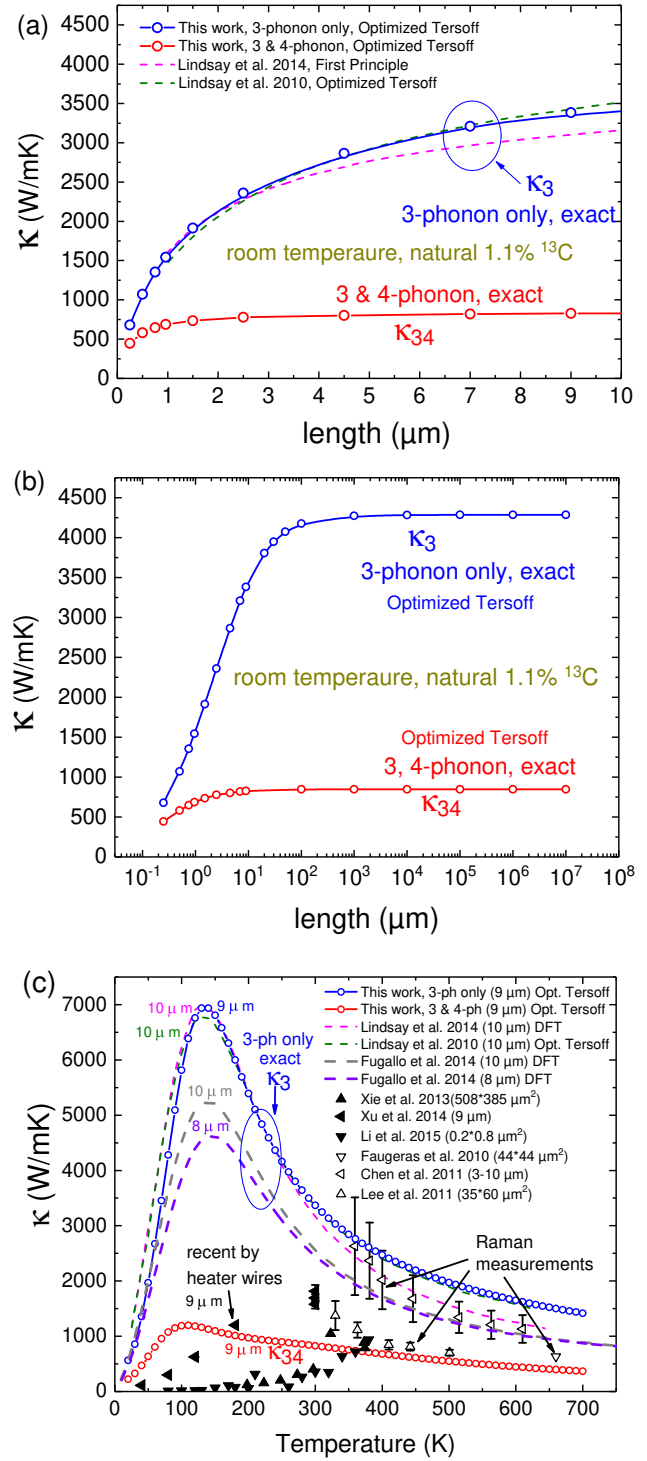 (a)
This work, 3-phonon only, Optimized Tersoff
This work, 3 & 4-phonon, Optimized Tersoff
Lindsay et al. 2014, First Principle
Lindsay et al. 2010, Optimized Tersoff
4500
4000
3500
3000
2500
2000
1500
1000
500
0
κ (W/mK)
κ3
3-phonon only, exact
room temperaure, natural 1.1% ¹³C
3 & 4-phonon, exact
κ34
0 1 2 3 4 5 6 7 8 9 10
length (μm)
(b)
4500
4000
3500
3000
2500
2000
1500
1000
500
0
κ (W/mK)
κ3
3-phonon only, exact
Optimized Tersoff
room temperaure, natural 1.1% ¹³C
Optimized Tersoff
3, 4-phonon, exact
κ34
10⁻¹ 10⁰ 10¹ 10² 10³ 10⁴ 10⁵ 10⁶ 10⁷ 10⁸
length (μm)
(c)
This work, 3-ph only (9 μm) Opt. Tersoff
This work, 3 & 4-ph (9 μm) Opt. Tersoff
Lindsay et al. 2014 (10 μm) DFT
Lindsay et al. 2010 (10 μm) Opt. Tersoff
Fugallo et al. 2014 (10 μm) DFT
Fugallo et al. 2014 (8 μm) DFT
Xie et al. 2013(508*385 μm²)
Xu et al. 2014 (9 μm)
Li et al. 2015 (0.2*0.8 μm²)
Faugeras et al. 2010 (44*44 μm²)
Chen et al. 2011 (3-10 μm)
Lee et al. 2011 (35*60 μm²)
7000
6000
5000
4000
3000
2000
1000
0
κ (W/mK)
10 μm
9 μm
10 μm
3-ph only
exact
κ3
10 μm
8 μm
Raman
measurements
recent by
heater wires
9 μm
9 μm
κ34
0 100 200 300 400 500 600 700
Temperature (K)